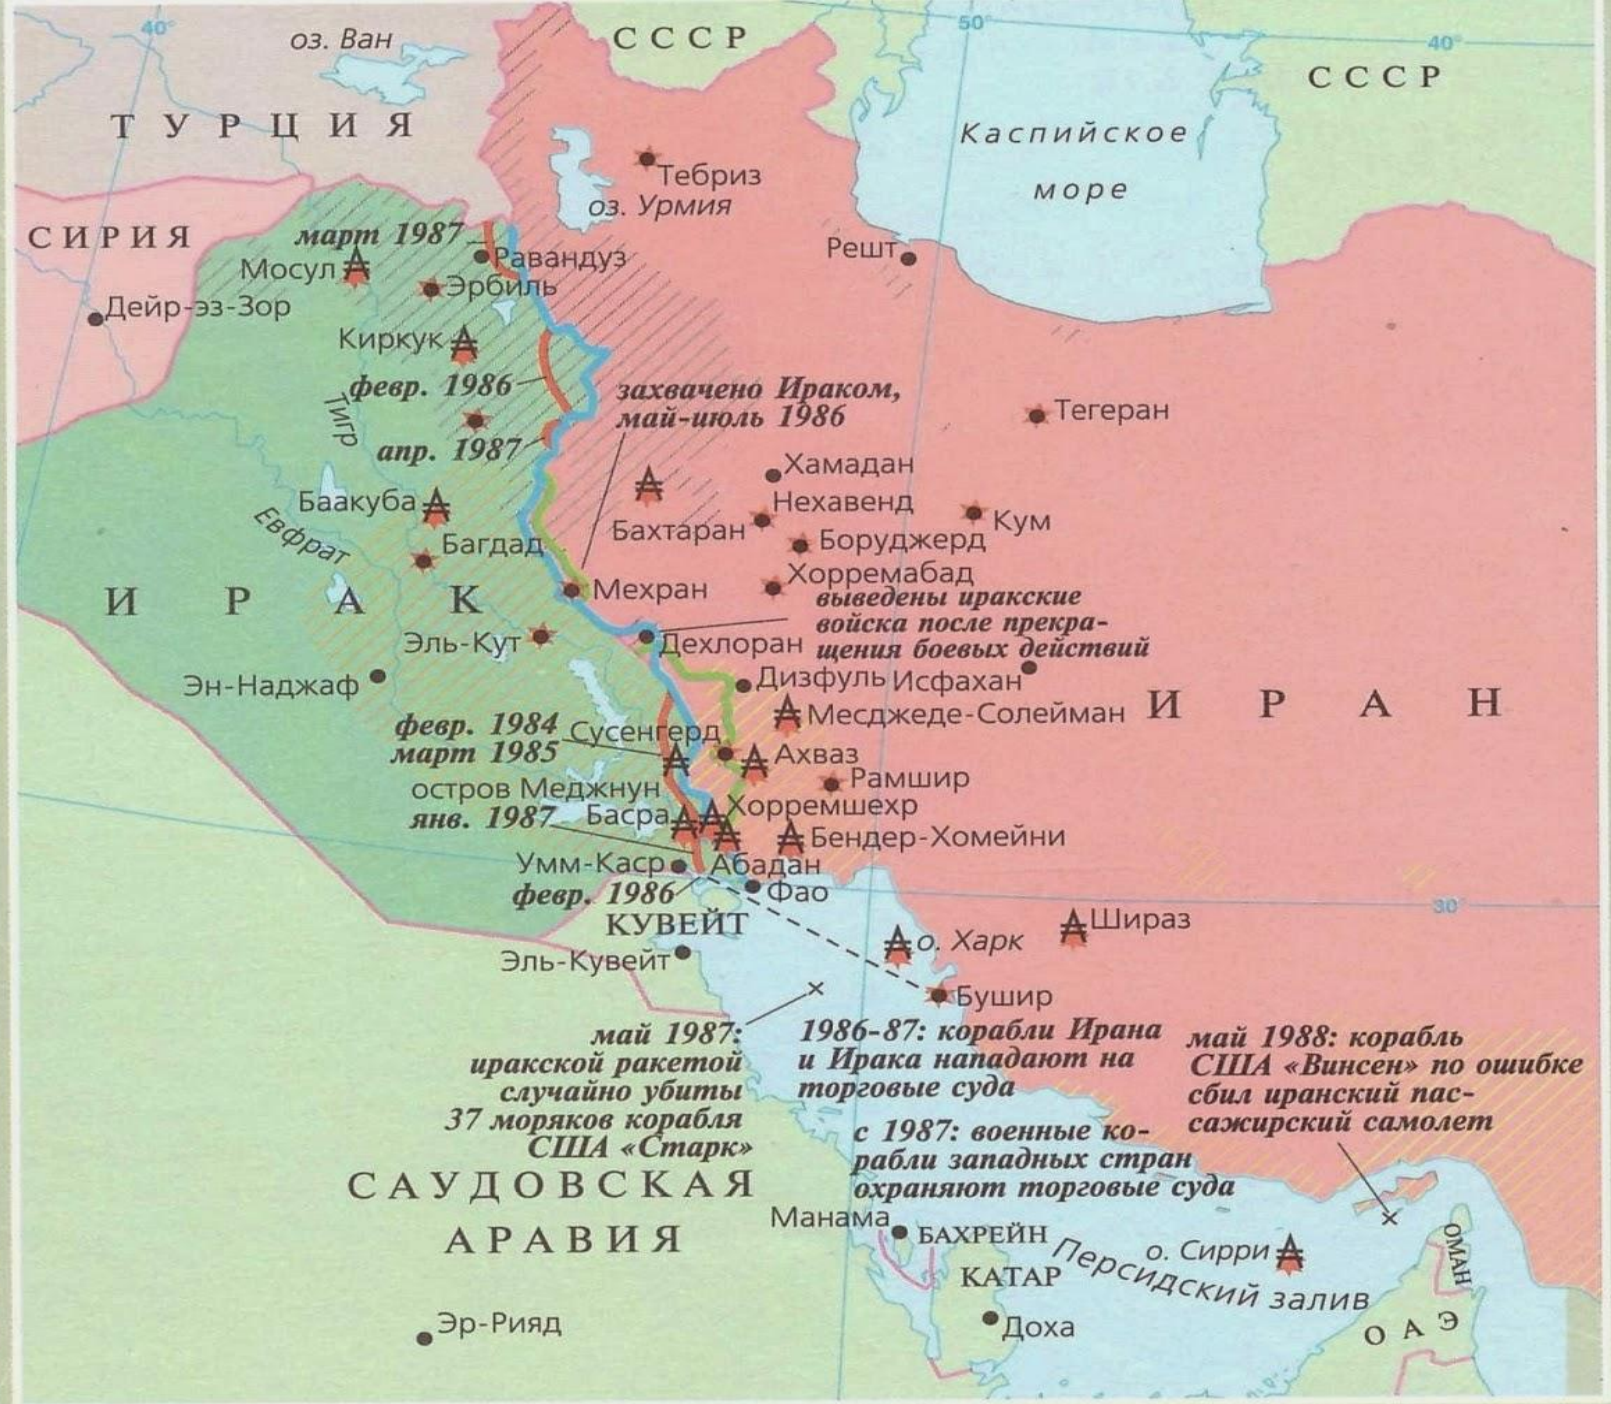 40°
оз. Ван
СССР
50°
40°
СССР
ТУРЦИЯ
Каспийское
море
Тебриз
оз. Урмия
СИРИЯ
март 1987
Решт
Мосул
Равандуз
Эрбиль
Дейр-эз-Зор
Киркук
февр. 1986
захвачено Ираком,
май-июль 1986
Тигр
Тегеран
апр. 1987
Хамадан
Баакуба
Нехавенд
Евфрат
Бахтаран
Кум
Багдад
Боруджерд
Хорремабад
ИРАК
Мехран
выведены иракские
войска после прекра-
щения боевых действий
Эль-Кут
Дехлоран
Эн-Наджаф
Дизфуль
Исфахан
ИРАН
Месджеде-Солейман
февр. 1984
март 1985
Сусенгерд
Ахваз
остров Меджнун
Рамшир
янв. 1987
Басра
Хорремшехр
Бендер-Хомейни
Умм-Каср
Абадан
февр. 1986
Фао
30°
КУВЕЙТ
Шираз
о. Харк
Эль-Кувейт
Бушир
май 1987:
иракской ракетой
случайно убиты
37 моряков корабля
США «Старк»
1986-87: корабли Ирана
и Ирака нападают на
торговые суда
май 1988: корабль
США «Винсен» по ошибке
сбил иранский пас-
сажирский самолет
с 1987: военные ко-
рабли западных стран
охраняют торговые суда
САУДОВСКАЯ
АРАВИЯ
Манама
БАХРЕЙН
КАТАР
Персидский залив
о. Сирри
ОМАН
ОАЭ
Эр-Рияд
Доха